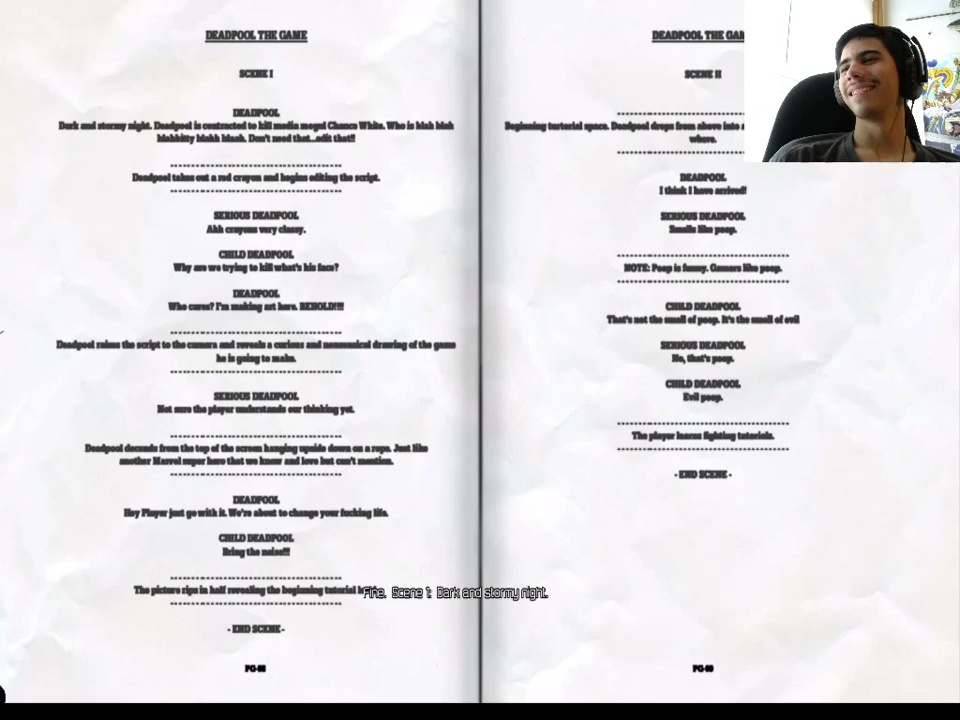 DEADPOOL THE GAME
SCENE I
DEADPOOL
Dark and stormy night. Deadpool is contracted to kill media mogul Chance White. Who is blah blah
blahbitty blahh blaah. Don't mod that...edit that!!
Deadpool takes out a red crayon and begins editing the script.
SERIOUS DEADPOOL
Ahh crayons very classy.
CHILD DEADPOOL
Why are we trying to kill what's his face?
DEADPOOL
Who cares? I'm making art here. BEHOLD!!!!
Deadpool raises the script to the camera and reveals a curious and nonsensical drawing of the game
he is going to make.
SERIOUS DEADPOOL
Not sure the player understands our thinking yet.
Deadpool decends from the top of the screen hanging upside down on a rope. Just like
another Marvel super hero that we know and love but can't mention.
DEADPOOL
Hey Player just go with it. We're about to change your fucking life.
CHILD DEADPOOL
Bring the noise!!!
The picture rips in half revealing the beginning tutorial
- END SCENE -
PG-08
DEADPOOL THE GAM
SCENE II
Beginning turtorial space. Deadpool drops from above into
where.
DEADPOOL
I think I have arrived!
SERIOUS DEADPOOL
Smells like poop.
NOTE: Poop is funny. Gamers like poop.
CHILD DEADPOOL
That's not the smell of poop. It's the smell of evil
SERIOUS DEADPOOL
No, that's poop.
CHILD DEADPOOL
Evil poop.
The player learns fighting tutorials.
- END SCENE -
PG-09
Fine. Scene 1: Dark and stormy night.